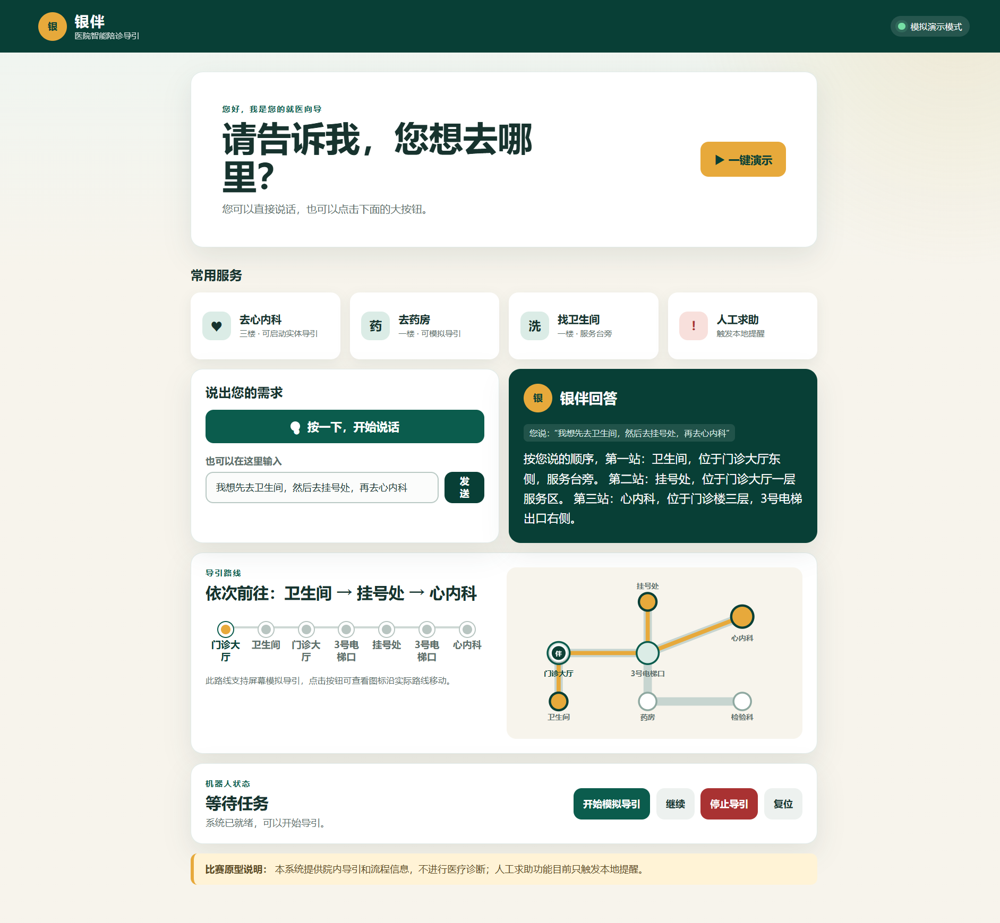 银
银伴
医院智能陪诊导引
模拟演示模式
您好，我是您的就医向导
请告诉我，您想去哪
里？
您可以直接说话，也可以点击下面的大按钮。
▶ 一键演示
常用服务
♥
去心内科
三楼 · 可启动实体导引
药
去药房
一楼 · 可模拟导引
洗
找卫生间
一楼 · 服务台旁
!
人工求助
触发本地提醒
说出您的需求
按一下，开始说话
也可以在这里输入
我想先去卫生间，然后去挂号处，再去心内科
发
送
银
银伴回答
您说：“我想先去卫生间，然后去挂号处，再去心内科”
按您说的顺序，第一站：卫生间，位于门诊大厅东
侧，服务台旁。 第二站：挂号处，位于门诊大厅一层
服务区。 第三站：心内科，位于门诊楼三层，3号电梯
出口右侧。
导引路线
依次前往：卫生间 → 挂号处 → 心内科
门诊大
厅
卫生间
门诊大
厅
3号电
梯口
挂号处
3号电
梯口
心内科
此路线支持屏幕模拟导引，点击按钮可查看图标沿实际路线移动。
挂号处
心内科
伴
门诊大厅
3号电梯口
卫生间
药房
检验科
机器人状态
等待任务
系统已就绪，可以开始导引。
开始模拟导引
继续
停止导引
复位
比赛原型说明： 本系统提供院内导引和流程信息，不进行医疗诊断；人工求助功能目前只触发本地提醒。